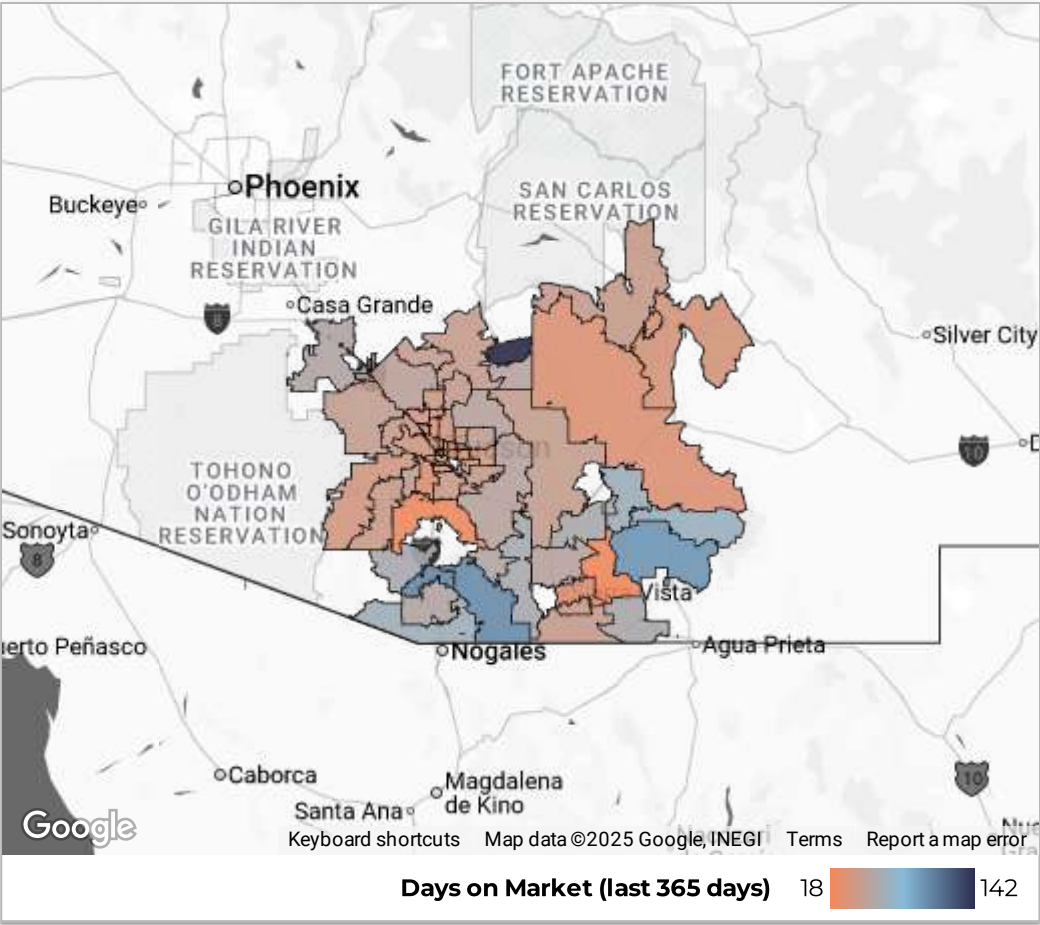 FORT APACHE
RESERVATION
Phoenix
SAN CARLOS
RESERVATION
Buckeye
GILA RIVER
INDIAN
RESERVATION
Casa Grande
8
Silver City
10
TOHONO
O'ODHAM
NATION
RESERVATION
Sonoyta
8
Vista
Nogales
Agua Prieta
erto Peñasco
Caborca
Magdalena
de Kino
Santa Ana
10
Google
Keyboard shortcuts Map data ©2025 Google, INEGI Terms Report a map error
Days on Market (last 365 days) 18 142